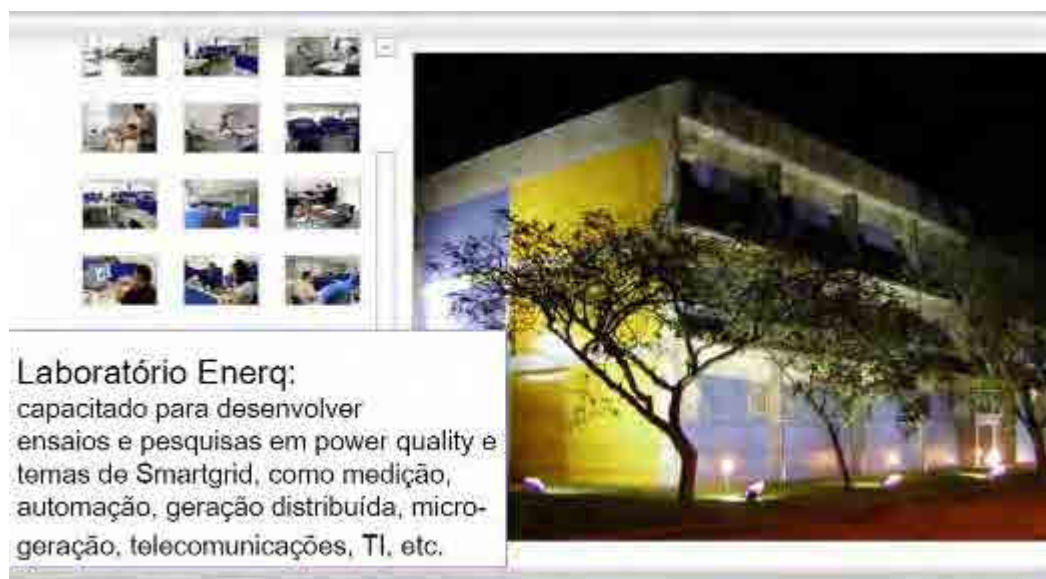 Laboratório Enerq:
capacitado para desenvolver
ensaios e pesquisas em power quality e
temas de Smartgrid, como medição,
automação, geração distribuída, micro-
geração, telecomunicações, TI, etc.